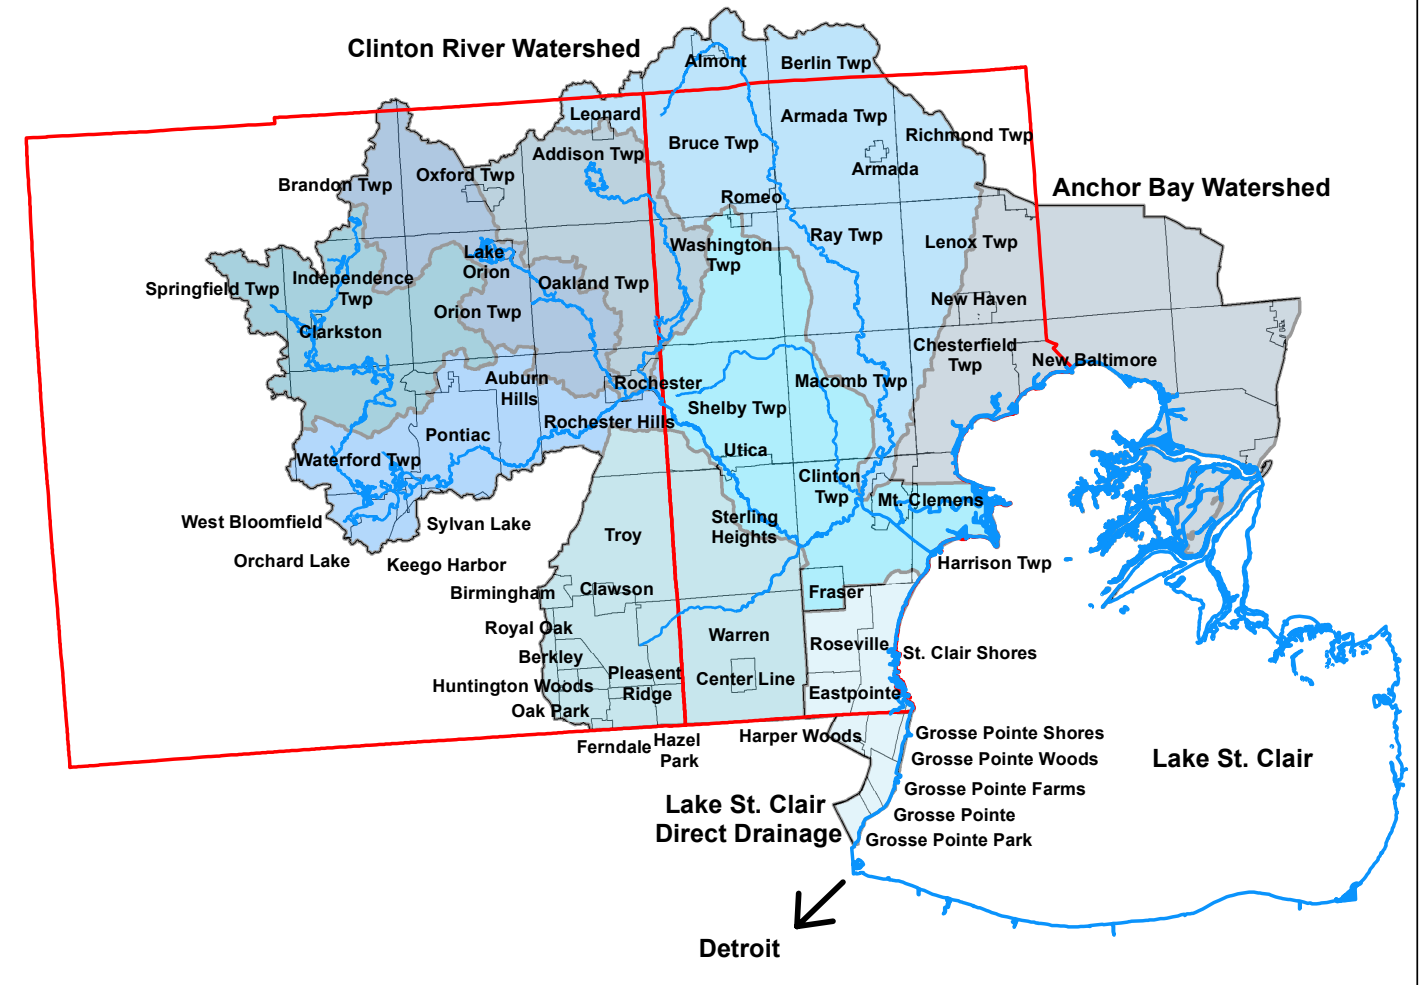 Clinton River Watershed
Almont
Berlin Twp
Leonard
Armada Twp
Richmond Twp
Bruce Twp
Addison Twp
Armada
Oxford Twp
Brandon Twp
Anchor Bay Watershed
Romeo
Ray Twp
Lenox Twp
Washington
Twp
Lake
Orion
Independence
Twp
Springfield Twp
Oakland Twp
New Haven
Orion Twp
Clarkston
Chesterfield
Twp
New Baltimore
Auburn
Hills
Rochester
Macomb Twp
Shelby Twp
Rochester Hills
Pontiac
Utica
Waterford Twp
Clinton
Twp
Mt. Clemens
West Bloomfield
Sylvan Lake
Sterling
Heights
Troy
Orchard Lake
Keego Harbor
Harrison Twp
Birmingham
Clawson
Fraser
Royal Oak
Warren
Roseville
Berkley
St. Clair Shores
Pleasent
Ridge
Center Line
Huntington Woods
Eastpointe
Oak Park
Ferndale
Hazel
Park
Harper Woods
Grosse Pointe Shores
Grosse Pointe Woods
Lake St. Clair
Grosse Pointe Farms
Lake St. Clair
Direct Drainage
Grosse Pointe
Grosse Pointe Park
Detroit